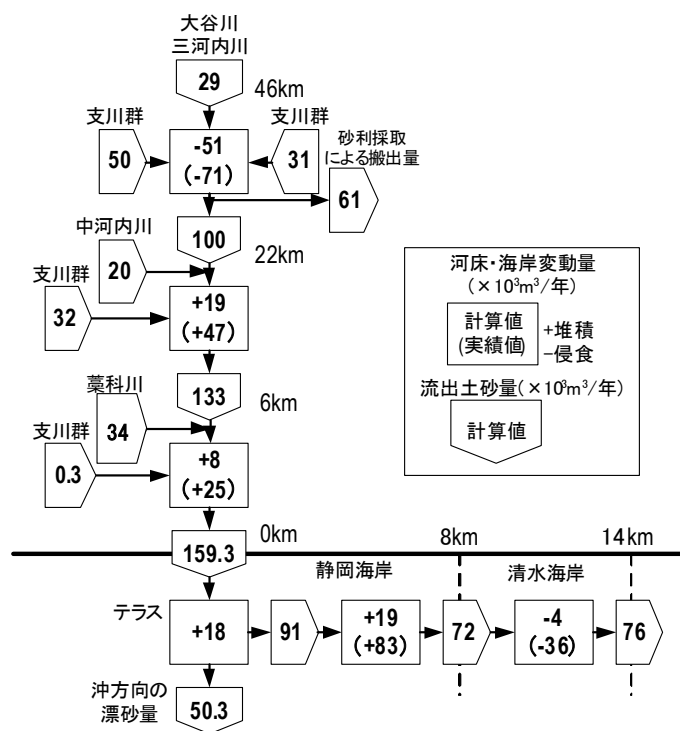 大谷川
三河内川
29
46km
支川群
50
-51
(-71)
支川群
31
砂利採取
による搬出量
61
100
22km
中河内川
20
支川群
32
+19
(+47)
133
6km
藁科川
34
支川群
0.3
+8
(+25)
河床・海岸変動量
(×10³m³/年)
計算値
(実績値)
+堆積
−侵食
流出土砂量(×10³m³/年)
計算値
159.3
0km
8km
14km
静岡海岸
清水海岸
テラス
+18
91
+19
(+83)
72
-4
(-36)
76
沖方向の
漂砂量
50.3